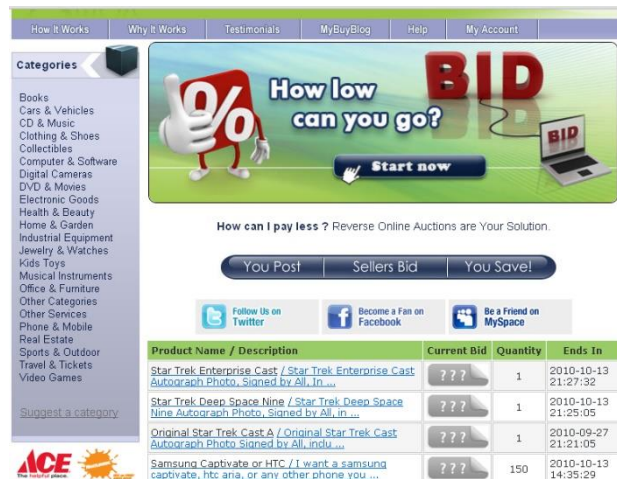 How It Works
Why It Works
Testimonials
MyBuyBlog
Help
My Account
Categories
Books
Cars & Vehicles
CD & Music
Clothing & Shoes
Collectibles
Computer & Software
Digital Cameras
DVD & Movies
Electronic Goods
Health & Beauty
Home & Garden
Industrial Equipment
Jewelry & Watches
Kids Toys
Musical Instruments
Office & Furniture
Other Categories
Other Services
Phone & Mobile
Real Estate
Sports & Outdoor
Travel & Tickets
Video Games
Suggest a category
ACE
The helpful place.
%
How low
can you go?
Start now
BID
BID
How can I pay less ? Reverse Online Auctions are Your Solution.
You Post
Sellers Bid
You Save!
Follow Us on
Twitter
Become a Fan on
Facebook
Be a Friend on
MySpace
Product Name / Description Current Bid Quantity Ends In
Star Trek Enterprise Cast / Star Trek Enterprise Cast
Autograph Photo, Signed by All, In ...
??? 1 2010-10-13
21:27:32
Star Trek Deep Space Nine / Star Trek Deep Space
Nine Autograph Photo, Signed by All, in ...
??? 1 2010-10-13
21:25:05
Original Star Trek Cast A / Original Star Trek Cast
Autograph Photo Signed by All, inclu ...
??? 1 2010-09-27
21:21:05
Samsung Captivate or HTC / I want a samsung
captivate, htc aria, or any other phone you ...
??? 150 2010-10-13
14:35:29